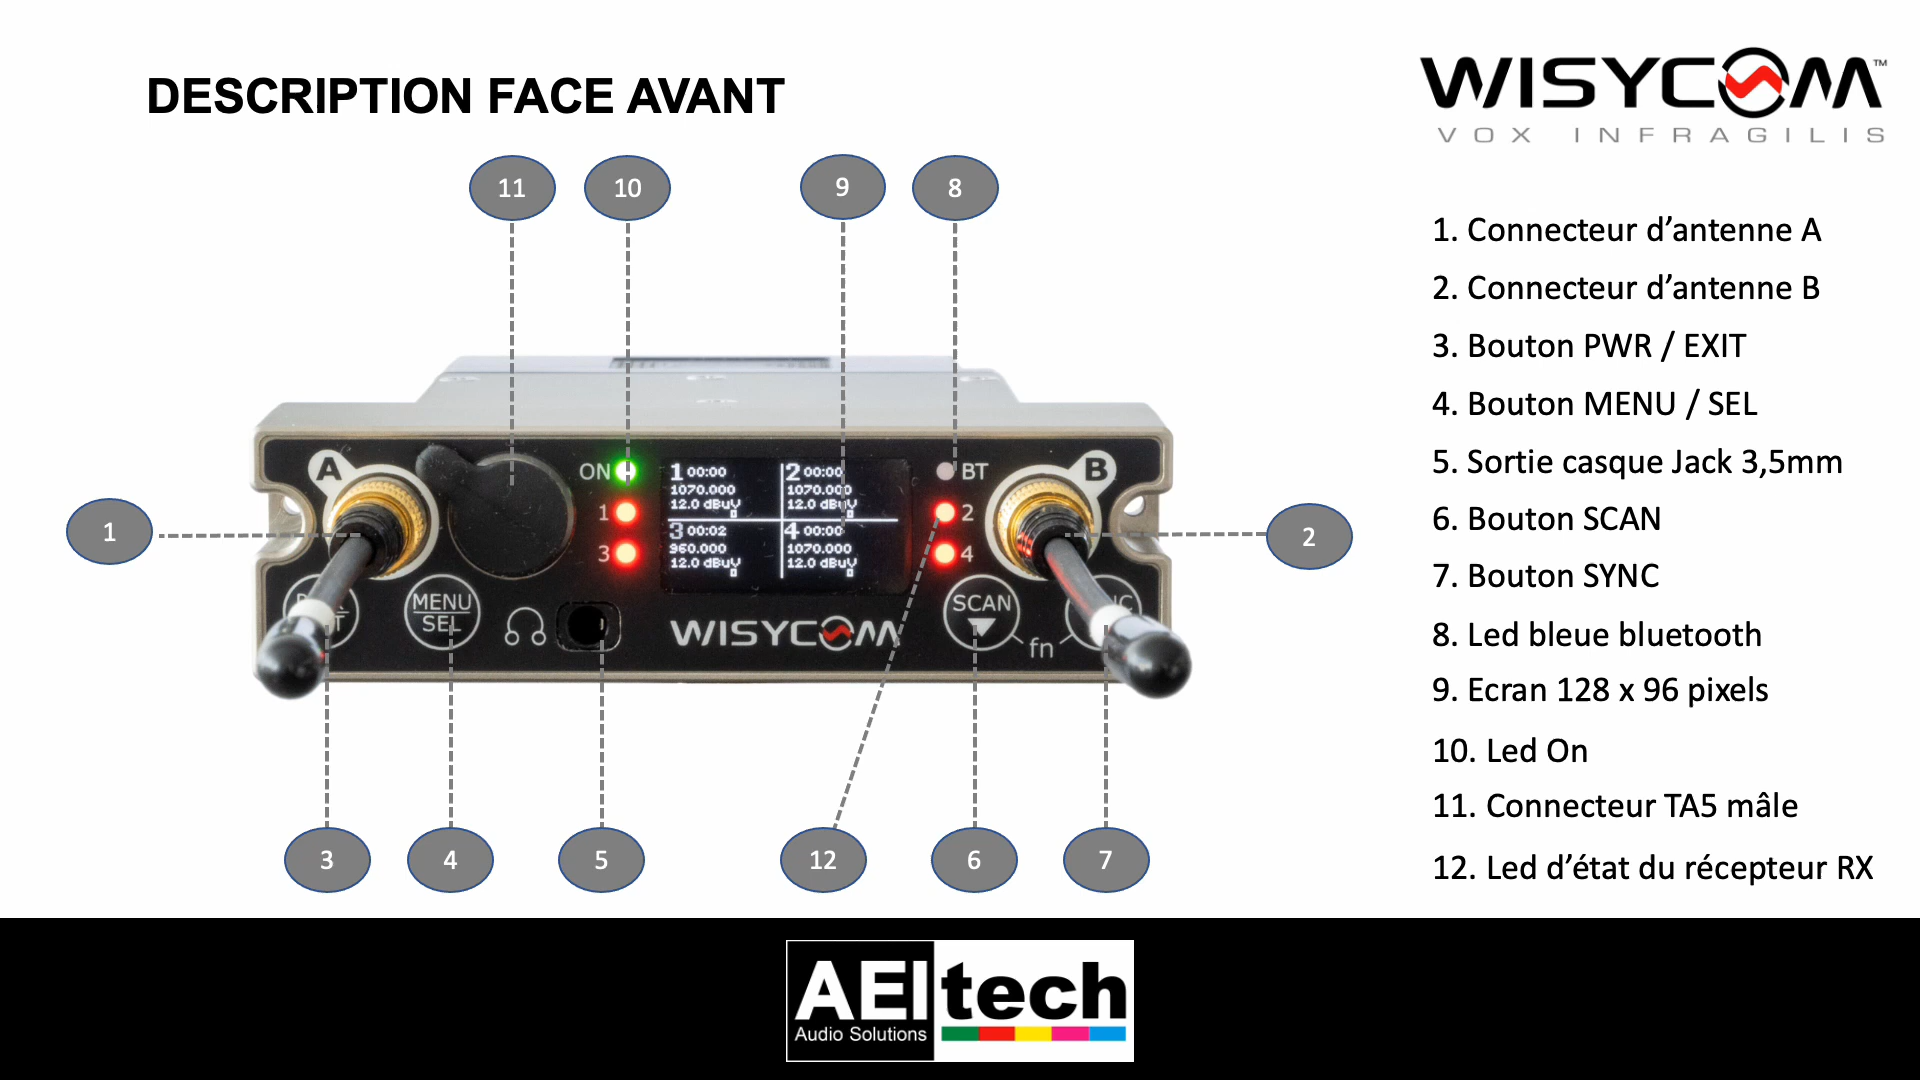 DESCRIPTION FACE AVANT
WISYCOM™
VOX INFRAGILIS
11
10
9
8
1. Connecteur d’antenne A
2. Connecteur d’antenne B
3. Bouton PWR / EXIT
4. Bouton MENU / SEL
5. Sortie casque Jack 3,5mm
6. Bouton SCAN
7. Bouton SYNC
8. Led bleue bluetooth
9. Ecran 128 x 96 pixels
10. Led On
11. Connecteur TA5 mâle
12. Led d’état du récepteur RX
A
ON
1 00:00
2 00:00
BT
B
1070.000
1070.000
12.0 dBuV
12.0 dBuV
1
2
3 00:02
4 00:00
960.000
1070.000
12.0 dBuV
12.0 dBuV
3
4
1
2
MENU
SEL
WISYCOM
SCAN
fn
3
4
5
12
6
7
AEItech
Audio Solutions